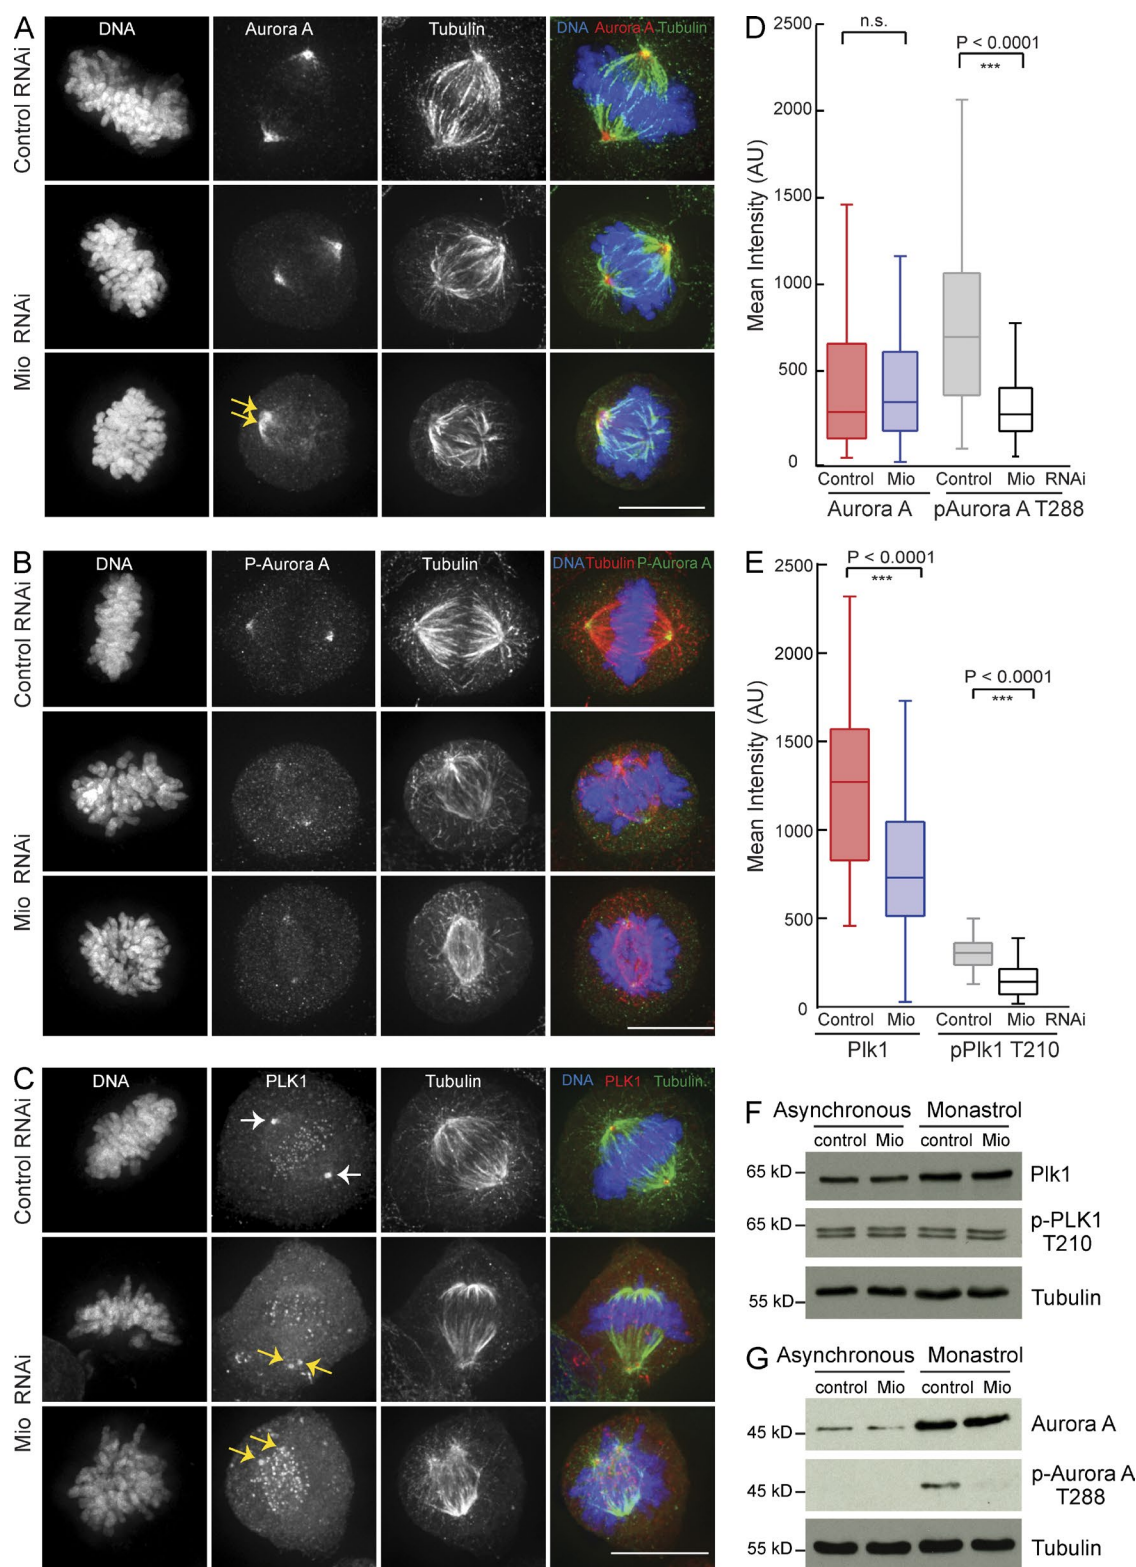 A
DNA
Aurora A
Tubulin
DNA Aurora A Tubulin
Control RNAi
Mio RNAi
B
DNA
P-Aurora A
Tubulin
DNA Tubulin P-Aurora A
Control RNAi
Mio RNAi
C
DNA
PLK1
Tubulin
DNA PLK1 Tubulin
Control RNAi
Mio RNAi
D
Mean Intensity (AU)
2500
2000
1500
1000
500
0
n.s.
P < 0.0001
***
Control Mio Control Mio RNAi
Aurora A pAurora A T288
E
Mean Intensity (AU)
2500
2000
1500
1000
500
0
P < 0.0001
***
P < 0.0001
***
Control Mio Control Mio RNAi
Plk1 pPlk1 T210
F
Asynchronous Monastrol
control Mio control Mio
65 kD
Plk1
65 kD
p-PLK1
T210
55 kD
Tubulin
G
Asynchronous Monastrol
control Mio control Mio
45 kD
Aurora A
45 kD
p-Aurora A
T288
55 kD
Tubulin